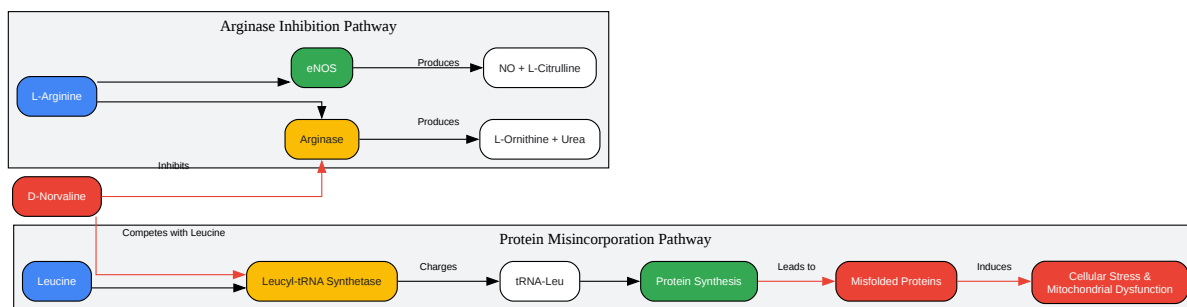 Arginase Inhibition Pathway
eNOS
Produces
NO + L-Citrulline
L-Arginine
Produces
Arginase
L-Ornithine + Urea
Inhibits
D-Norvaline
Competes with Leucine
Protein Misincorporation Pathway
Leucine
Leucyl-tRNA Synthetase
Charges
tRNA-Leu
Protein Synthesis
Leads to
Misfolded Proteins
Induces
Cellular Stress &
Mitochondrial Dysfunction